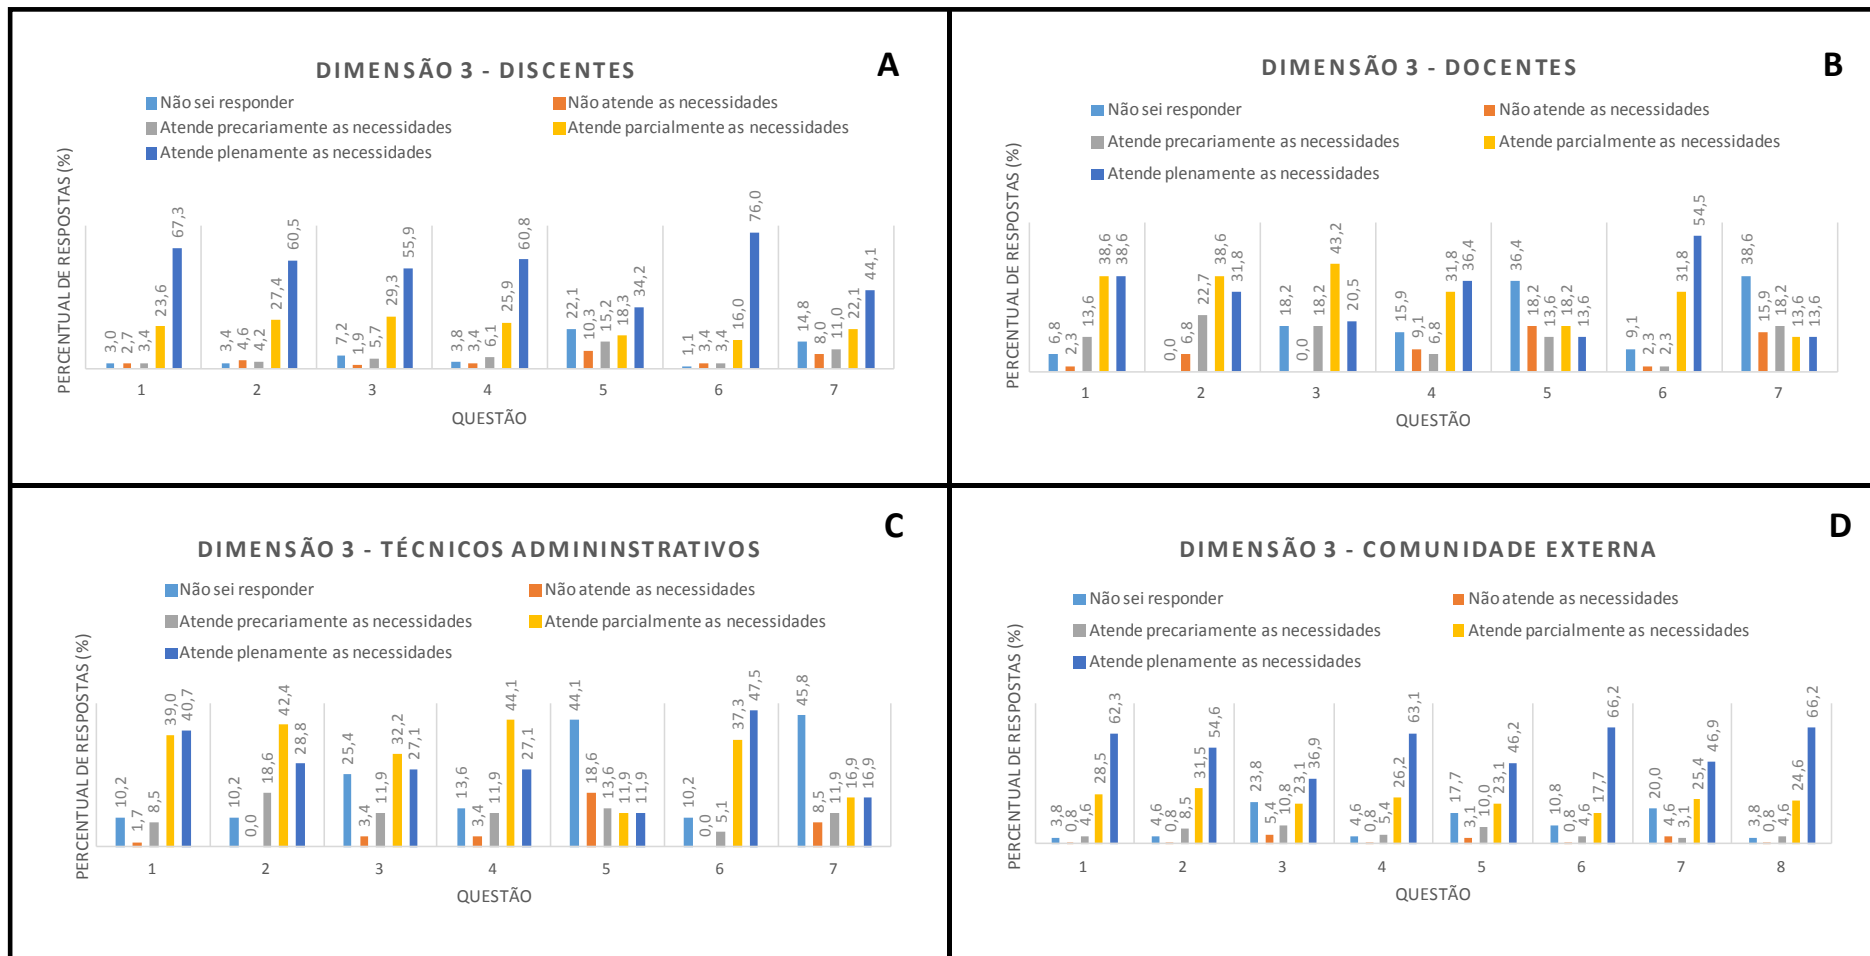 A
DIMENSÃO 3 - DISCENTES
Não sei responder
Não atende as necessidades
Atende precariamente as necessidades
Atende parcialmente as necessidades
Atende plenamente as necessidades
PERCENTUAL DE RESPOSTAS (%)
3,0 2,7 3,4 23,6 67,3
3,4 4,6 4,2 27,4 60,5
7,2 1,9 5,7 29,3 55,9
3,8 3,4 6,1 25,9 60,8
22,1 10,3 15,2 18,3 34,2
1,1 3,4 3,4 16,0 76,0
14,8 8,0 11,0 22,1 44,1
1 2 3 4 5 6 7
QUESTÃO
B
DIMENSÃO 3 - DOCENTES
Não sei responder
Não atende as necessidades
Atende precariamente as necessidades
Atende parcialmente as necessidades
Atende plenamente as necessidades
PERCENTUAL DE RESPOSTAS (%)
6,8 2,3 13,6 38,6 38,6
0,0 6,8 22,7 38,6 31,8
18,2 0,0 18,2 43,2 20,5
15,9 9,1 6,8 31,8 36,4
36,4 18,2 13,6 18,2 13,6
9,1 2,3 2,3 31,8 54,5
38,6 15,9 18,2 13,6 13,6
1 2 3 4 5 6 7
QUESTÃO
C
DIMENSÃO 3 - TÉCNICOS ADMININSTRATIVOS
Não sei responder
Não atende as necessidades
Atende precariamente as necessidades
Atende parcialmente as necessidades
Atende plenamente as necessidades
PERCENTUAL DE RESPOSTAS (%)
10,2 1,7 8,5 39,0 40,7
10,2 0,0 18,6 42,4 28,8
25,4 3,4 11,9 32,2 27,1
13,6 3,4 11,9 44,1 27,1
44,1 18,6 13,6 11,9 11,9
10,2 0,0 5,1 37,3 47,5
45,8 8,5 11,9 16,9 16,9
1 2 3 4 5 6 7
QUESTÃO
D
DIMENSÃO 3 - COMUNIDADE EXTERNA
Não sei responder
Não atende as necessidades
Atende precariamente as necessidades
Atende parcialmente as necessidades
Atende plenamente as necessidades
PERCENTUAL DE RESPOSTAS (%)
3,8 0,8 4,6 28,5 62,3
4,6 0,8 8,5 31,5 54,6
23,8 5,4 10,8 23,1 36,9
4,6 0,8 5,4 26,2 63,1
17,7 3,1 10,0 23,1 46,2
10,8 0,8 4,6 17,7 66,2
20,0 4,6 3,1 25,4 46,9
3,8 0,8 4,6 24,6 66,2
1 2 3 4 5 6 7 8
QUESTÃO